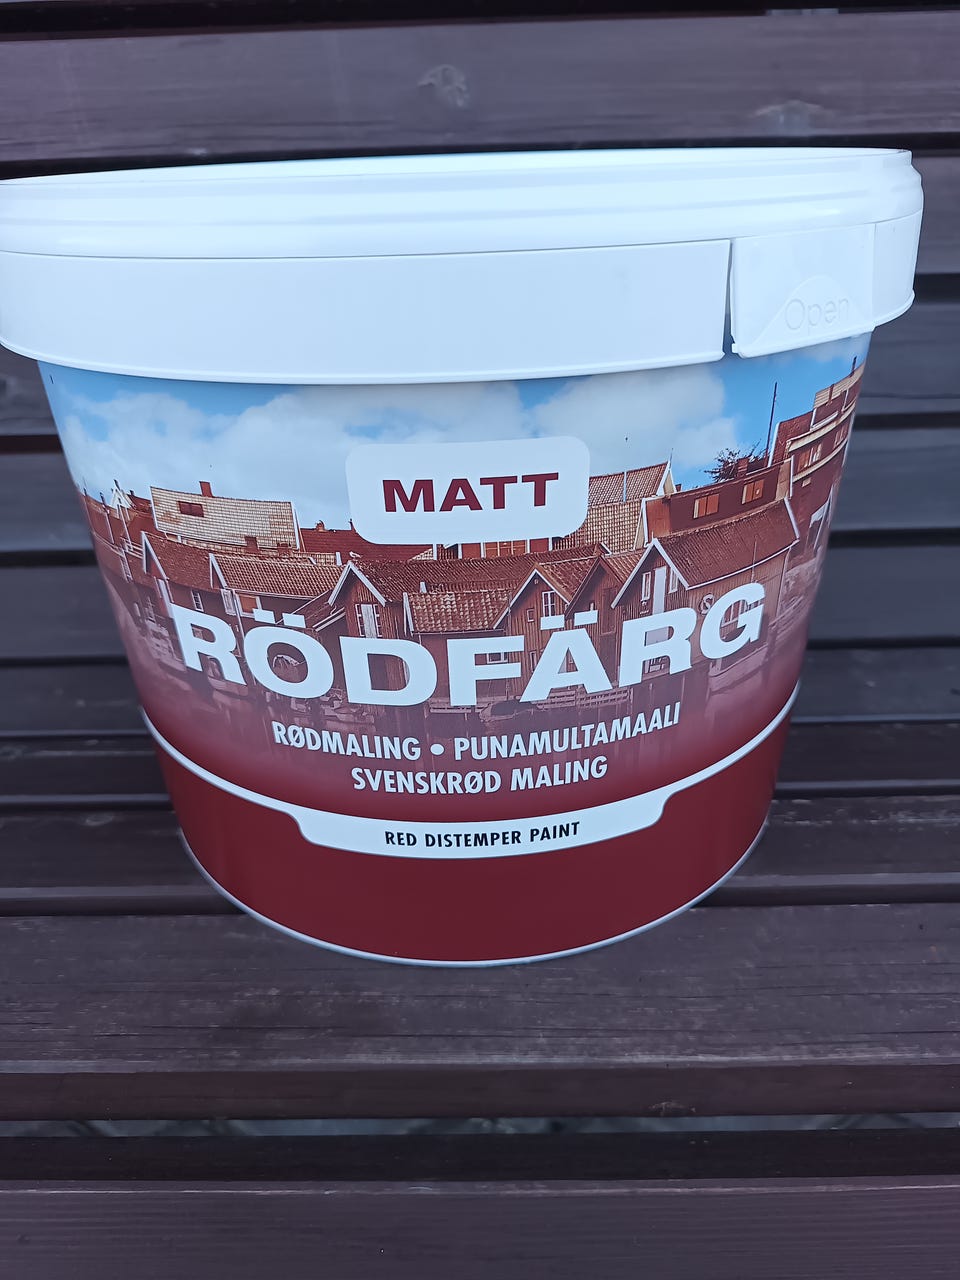 Open
MATT
RÖDFÄRG
RØDMALING • PUNAMULTAMAALI
SVENSKRØD MALING
RED DISTEMPER PAINT